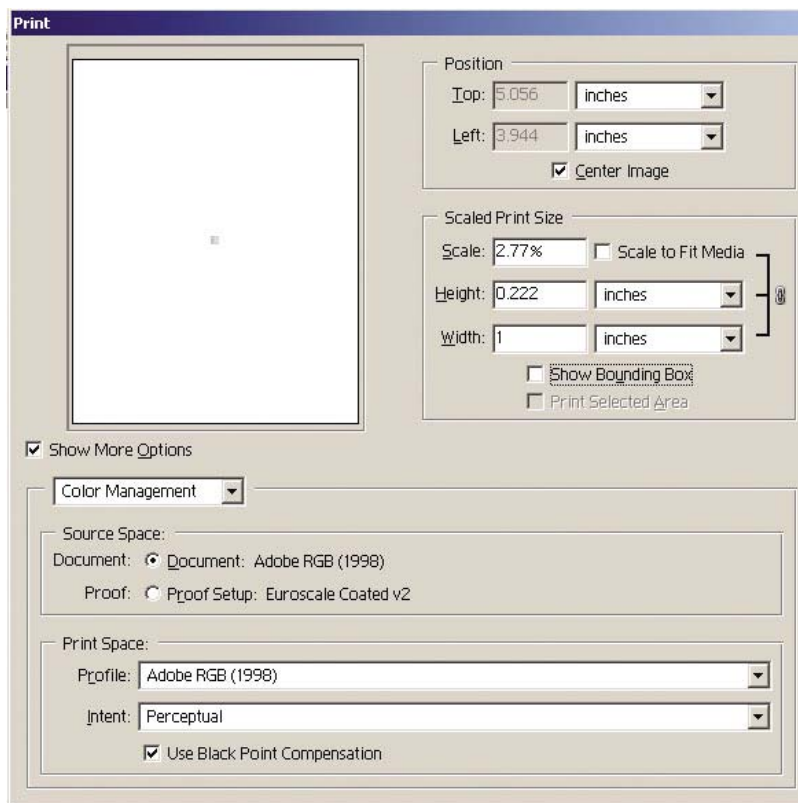 Print
Position
Top: 5.056 inches
Left: 3.944 inches
Center Image
Scaled Print Size
Scale: 2.77% Scale to Fit Media
Height: 0.222 inches
Width: 1 inches
Show Bounding Box
Print Selected Area
Show More Options
Color Management
Source Space:
Document: Document: Adobe RGB (1998)
Proof: Proof Setup: Euroscale Coated v2
Print Space:
Profile: Adobe RGB (1998)
Intent: Perceptual
Use Black Point Compensation